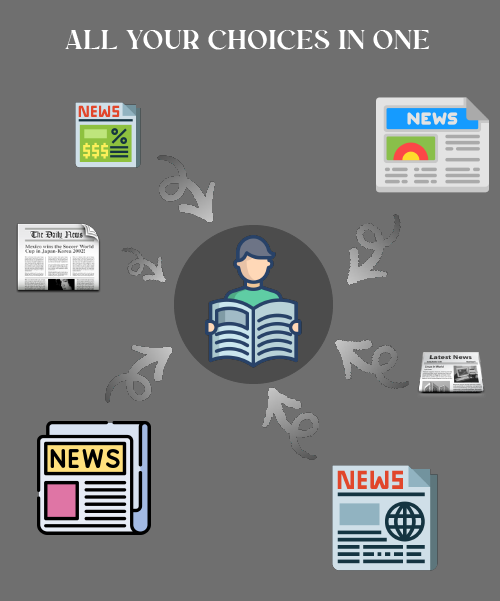 ALL YOUR CHOICES IN ONE
NEWS
%
$$$
NEWS
The Daily News
Mexico wins the Soccer World
Cup in Japan-Korea 2002!
Latest News
NEWS
NEWS